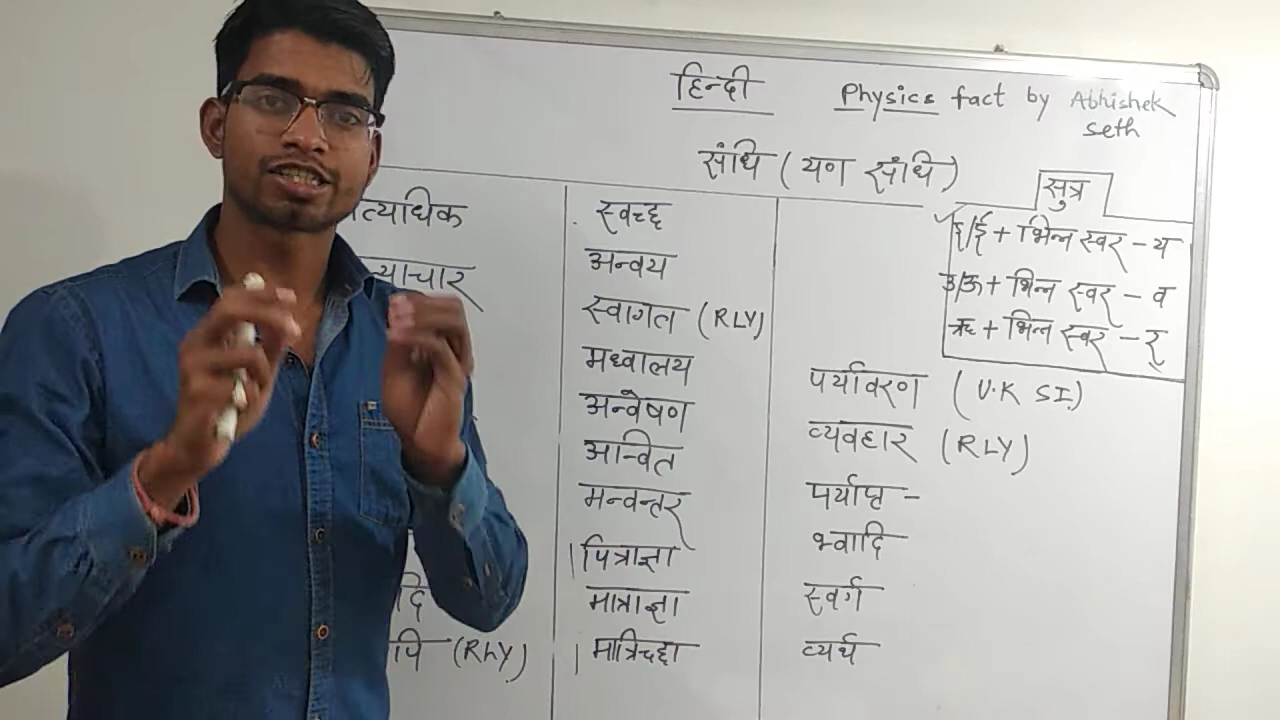 हिन्दी
Physics fact by Abhishek
Seth
संधि ( यण संधि )
सुत्र
इ/ई + भिन्न स्वर - य
उ/ऊ + भिन्न स्वर - व
ऋ + भिन्न स्वर - र्
त्याधिक
त्याचार
स्वच्छ
अन्वय
स्वागत (RLY)
मध्वालय
अन्वेषण
अन्वित
मन्वन्तर
पित्राज्ञा
मात्राज्ञा
मात्रिच्छा
दि
पि (RLY)
पर्यावरण (U.K SI.)
व्यवहार (RLY)
पर्याप्त -
भ्वादि
स्वर्ग
व्यर्थ